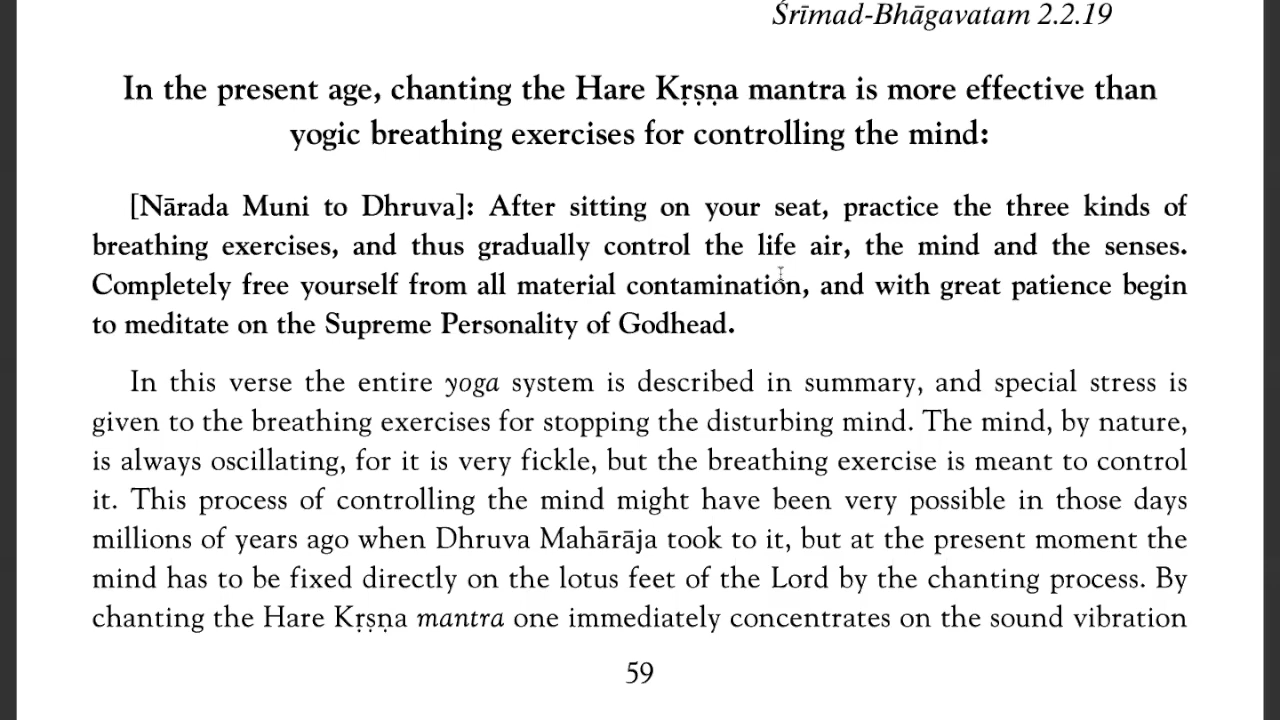 Śrīmad-Bhāgavatam 2.2.19
In the present age, chanting the Hare Kṛṣṇa mantra is more effective than
yogic breathing exercises for controlling the mind:
[Nārada Muni to Dhruva]: After sitting on your seat, practice the three kinds of
breathing exercises, and thus gradually control the life air, the mind and the senses.
Completely free yourself from all material contamination, and with great patience begin
to meditate on the Supreme Personality of Godhead.
In this verse the entire yoga system is described in summary, and special stress is
given to the breathing exercises for stopping the disturbing mind. The mind, by nature,
is always oscillating, for it is very fickle, but the breathing exercise is meant to control
it. This process of controlling the mind might have been very possible in those days
millions of years ago when Dhruva Mahārāja took to it, but at the present moment the
mind has to be fixed directly on the lotus feet of the Lord by the chanting process. By
chanting the Hare Kṛṣṇa mantra one immediately concentrates on the sound vibration
59